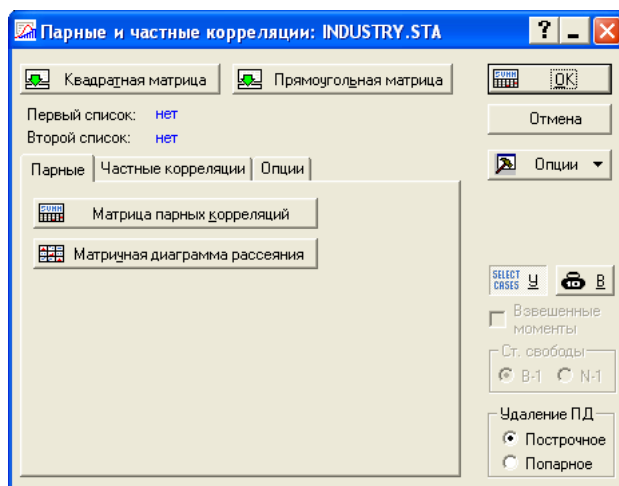 Парные и частные корреляции: INDUSTRY.STA
Квадратная матрица
Прямоугольная матрица
OK
Первый список: нет
Второй список: нет
Отмена
Парные
Частные корреляции
Опции
Опции
Матрица парных корреляций
Матричная диаграмма рассеяния
SELECT CASES
У
В
Взвешенные моменты
Ст. свободы
В-1
N-1
Удаление ПД
Построчное
Попарное